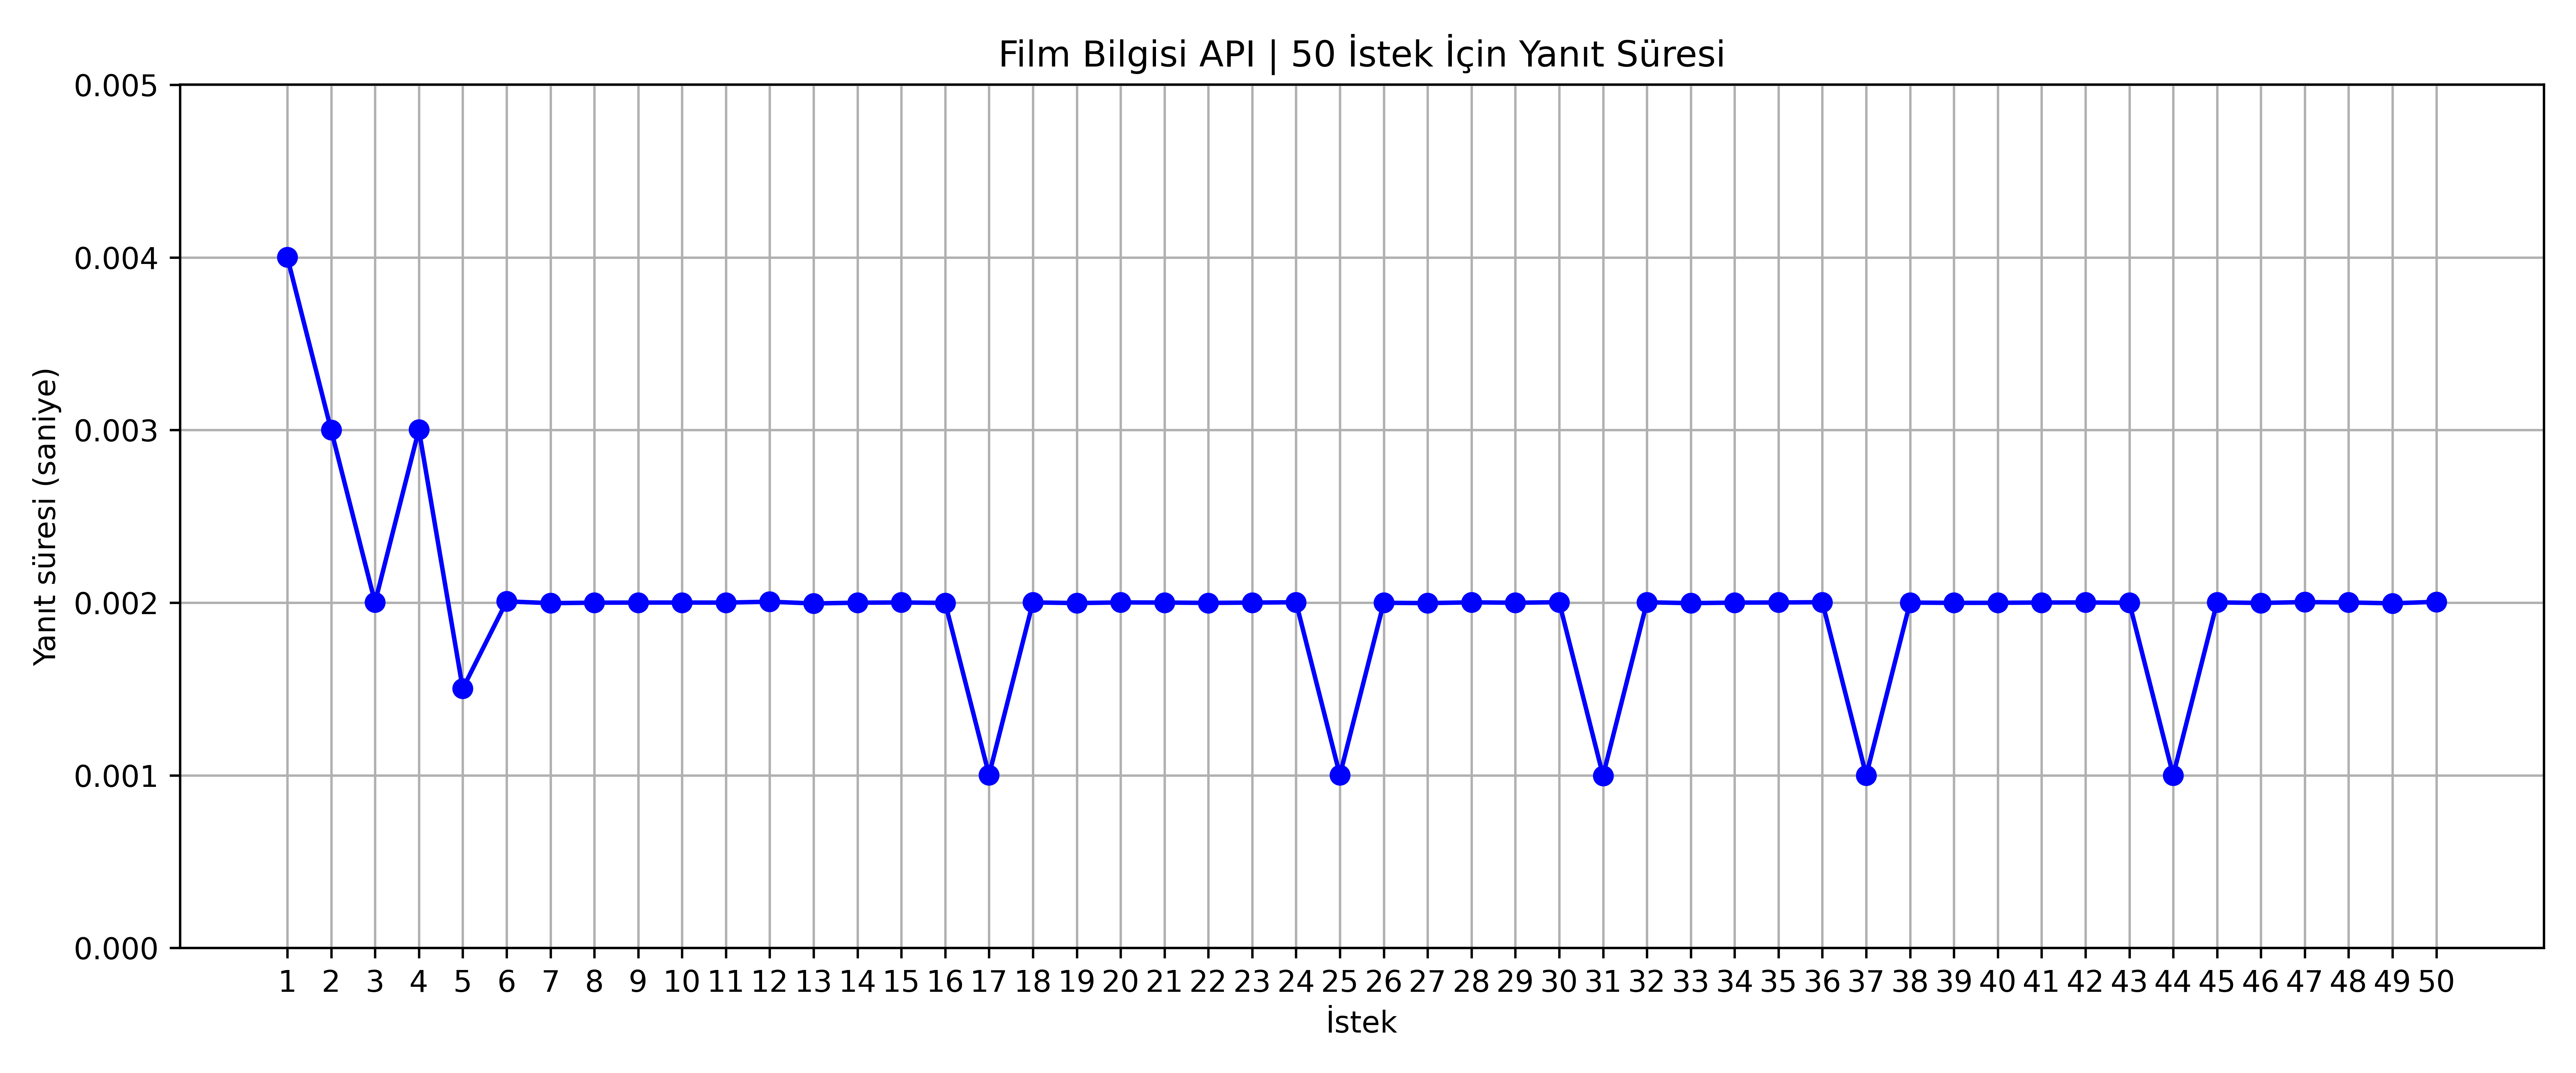 Film Bilgisi API | 50 İstek İçin Yanıt Süresi
0.005
0.004
0.003
0.002
0.001
0.000
Yanıt süresi (saniye)
1 2 3 4 5 6 7 8 9 10 11 12 13 14 15 16 17 18 19 20 21 22 23 24 25 26 27 28 29 30 31 32 33 34 35 36 37 38 39 40 41 42 43 44 45 46 47 48 49 50
İstek